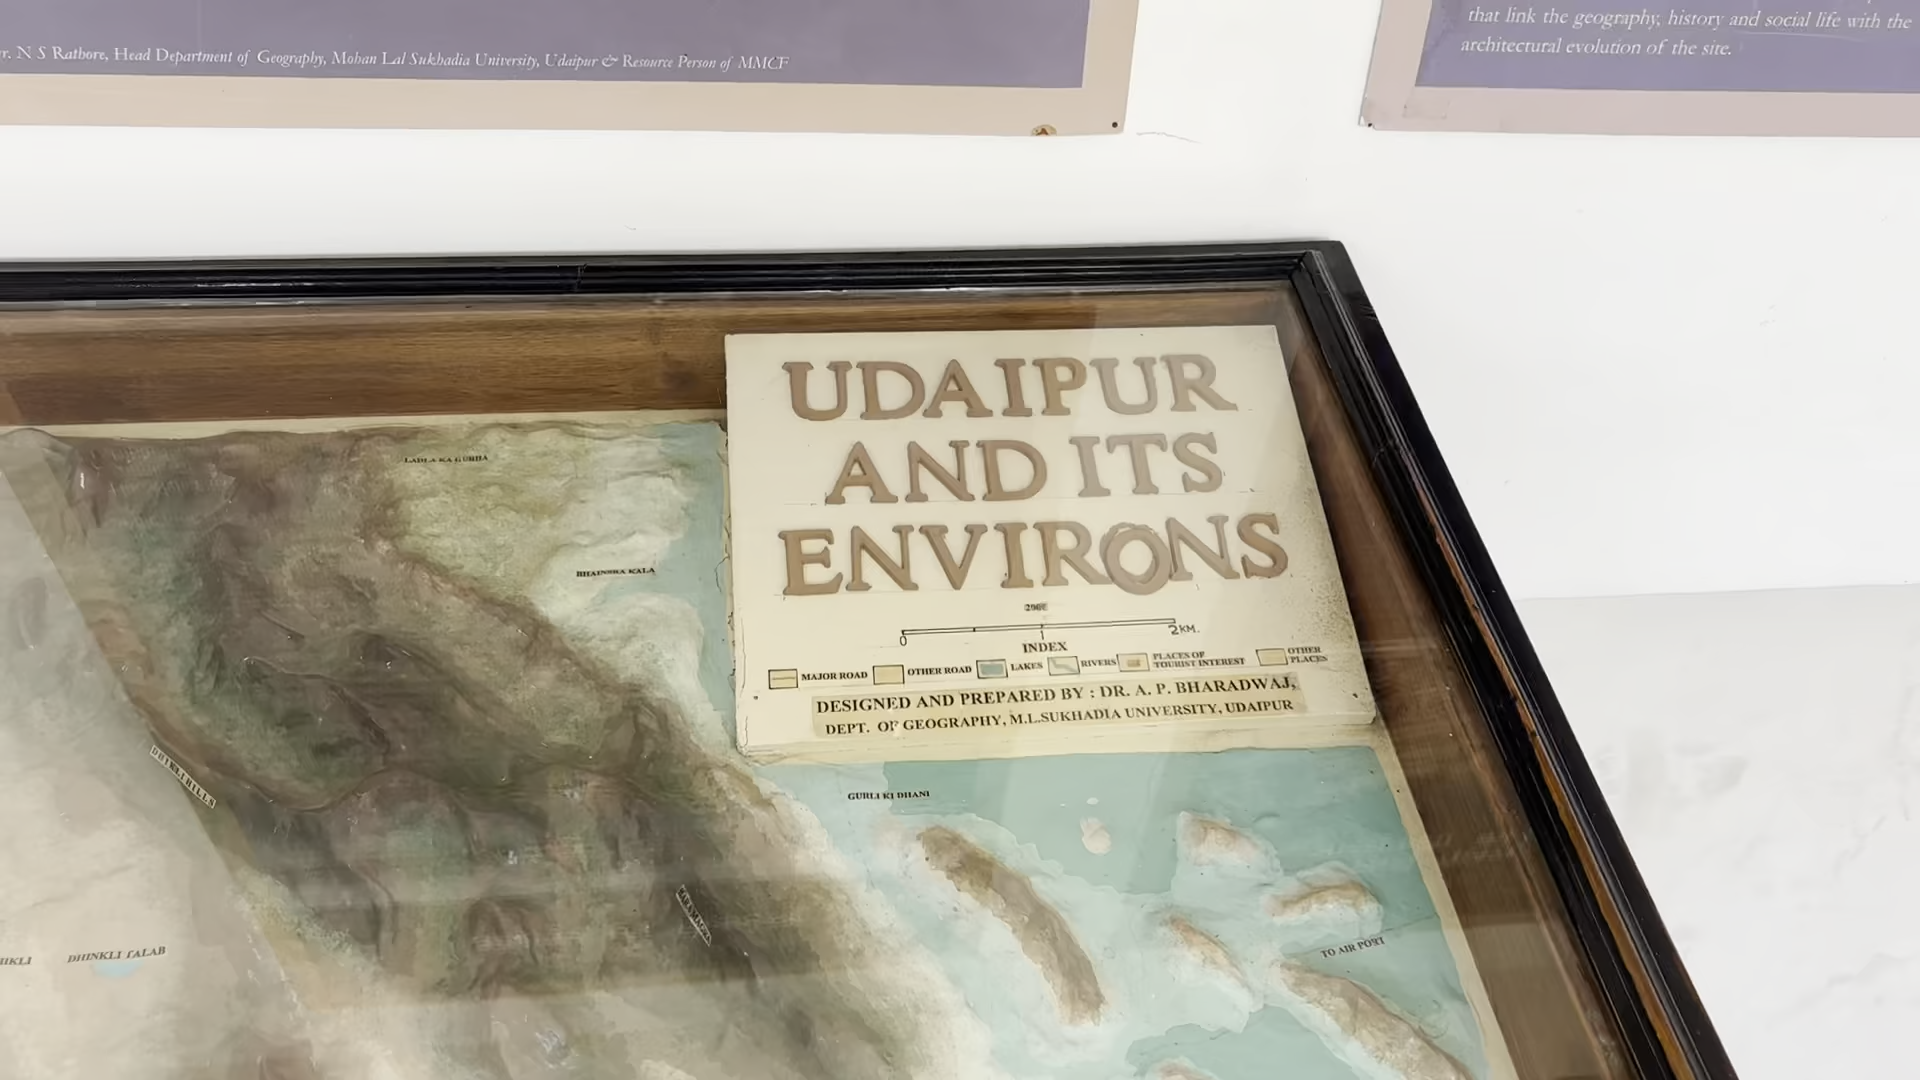 r. N S Rathore, Head Department of Geography, Mohan Lal Sukhadia University, Udaipur & Resource Person of MMCF
that link the geography, history and social life with the
architectural evolution of the site.
UDAIPUR
AND ITS
ENVIRONS
0 1 2KM.
INDEX
MAJOR ROAD OTHER ROAD LAKES RIVERS PLACES OF TOURIST INTEREST OTHER PLACES
DESIGNED AND PREPARED BY : DR. A. P. BHARADWAJ,
DEPT. OF GEOGRAPHY, M.L.SUKHADIA UNIVERSITY, UDAIPUR
BHAINSRA KALA
GURLI KI DHANI
TO AIR PORT
DHINKLI TALAB